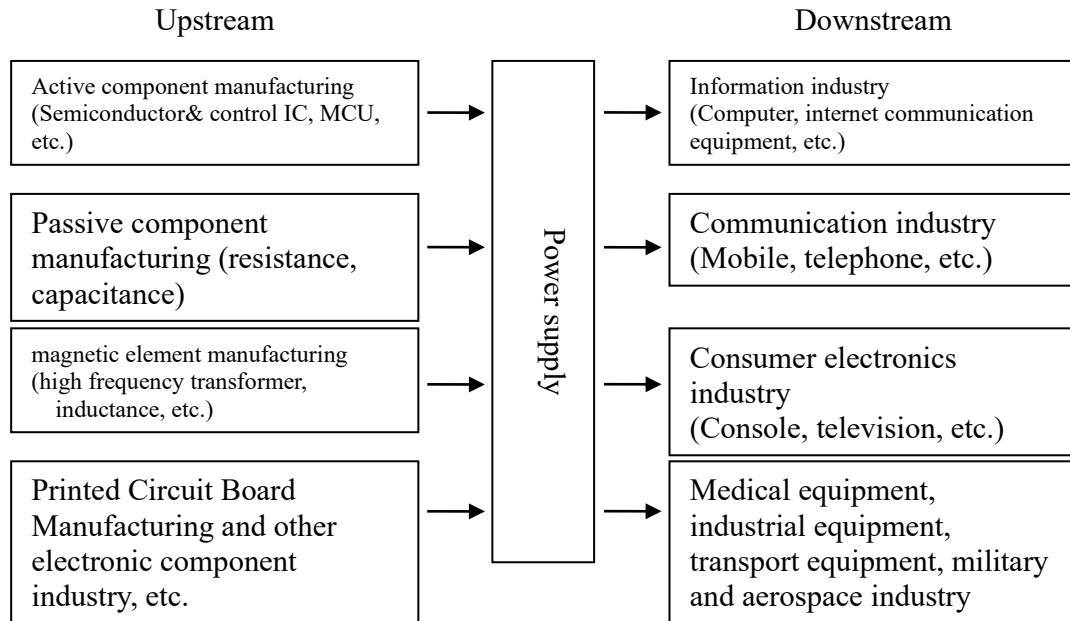 Upstream
Downstream
Active component manufacturing
(Semiconductor& control IC, MCU,
etc.)
Passive component
manufacturing (resistance,
capacitance)
magnetic element manufacturing
(high frequency transformer,
inductance, etc.)
Printed Circuit Board
Manufacturing and other
electronic component
industry, etc.
Power supply
Information industry
(Computer, internet communication
equipment, etc.)
Communication industry
(Mobile, telephone, etc.)
Consumer electronics
industry
(Console, television, etc.)
Medical equipment,
industrial equipment,
transport equipment, military
and aerospace industry